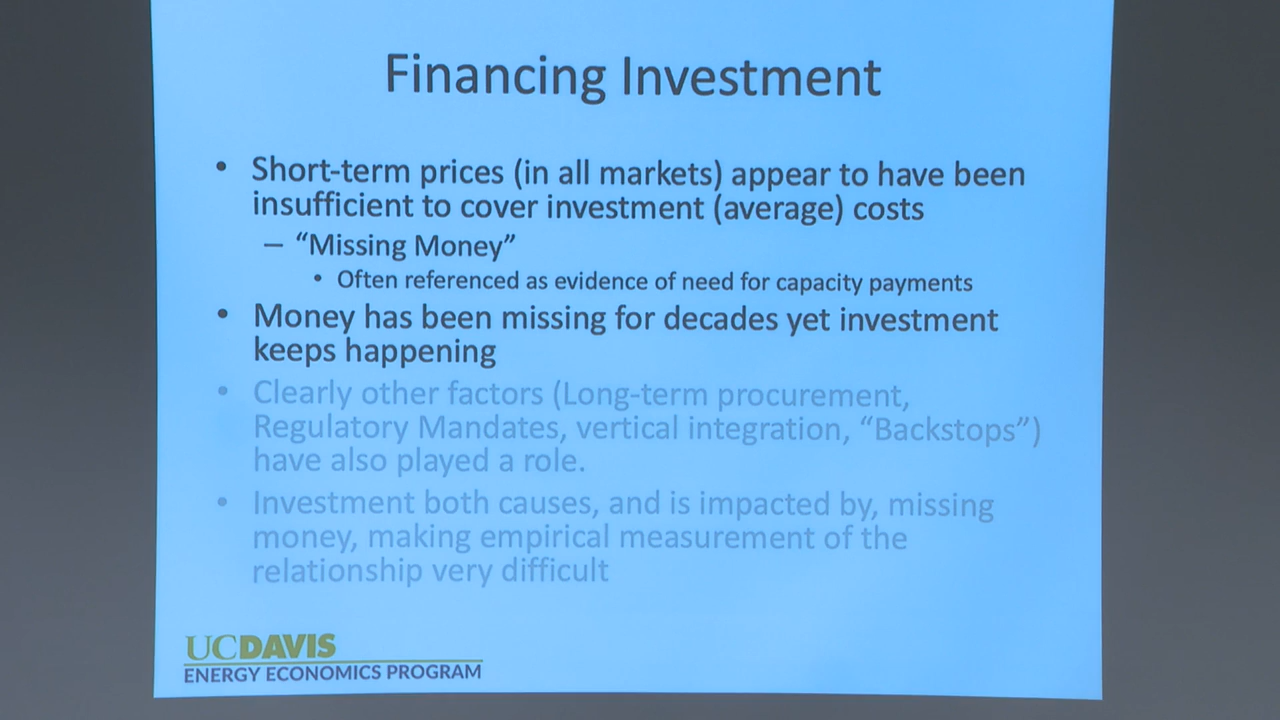 Financing Investment
• Short-term prices (in all markets) appear to have been
insufficient to cover investment (average) costs
– “Missing Money”
• Often referenced as evidence of need for capacity payments
• Money has been missing for decades yet investment
keeps happening
• Clearly other factors (Long-term procurement,
Regulatory Mandates, vertical integration, “Backstops”)
have also played a role.
• Investment both causes, and is impacted by, missing
money, making empirical measurement of the
relationship very difficult
UCDAVIS
ENERGY ECONOMICS PROGRAM